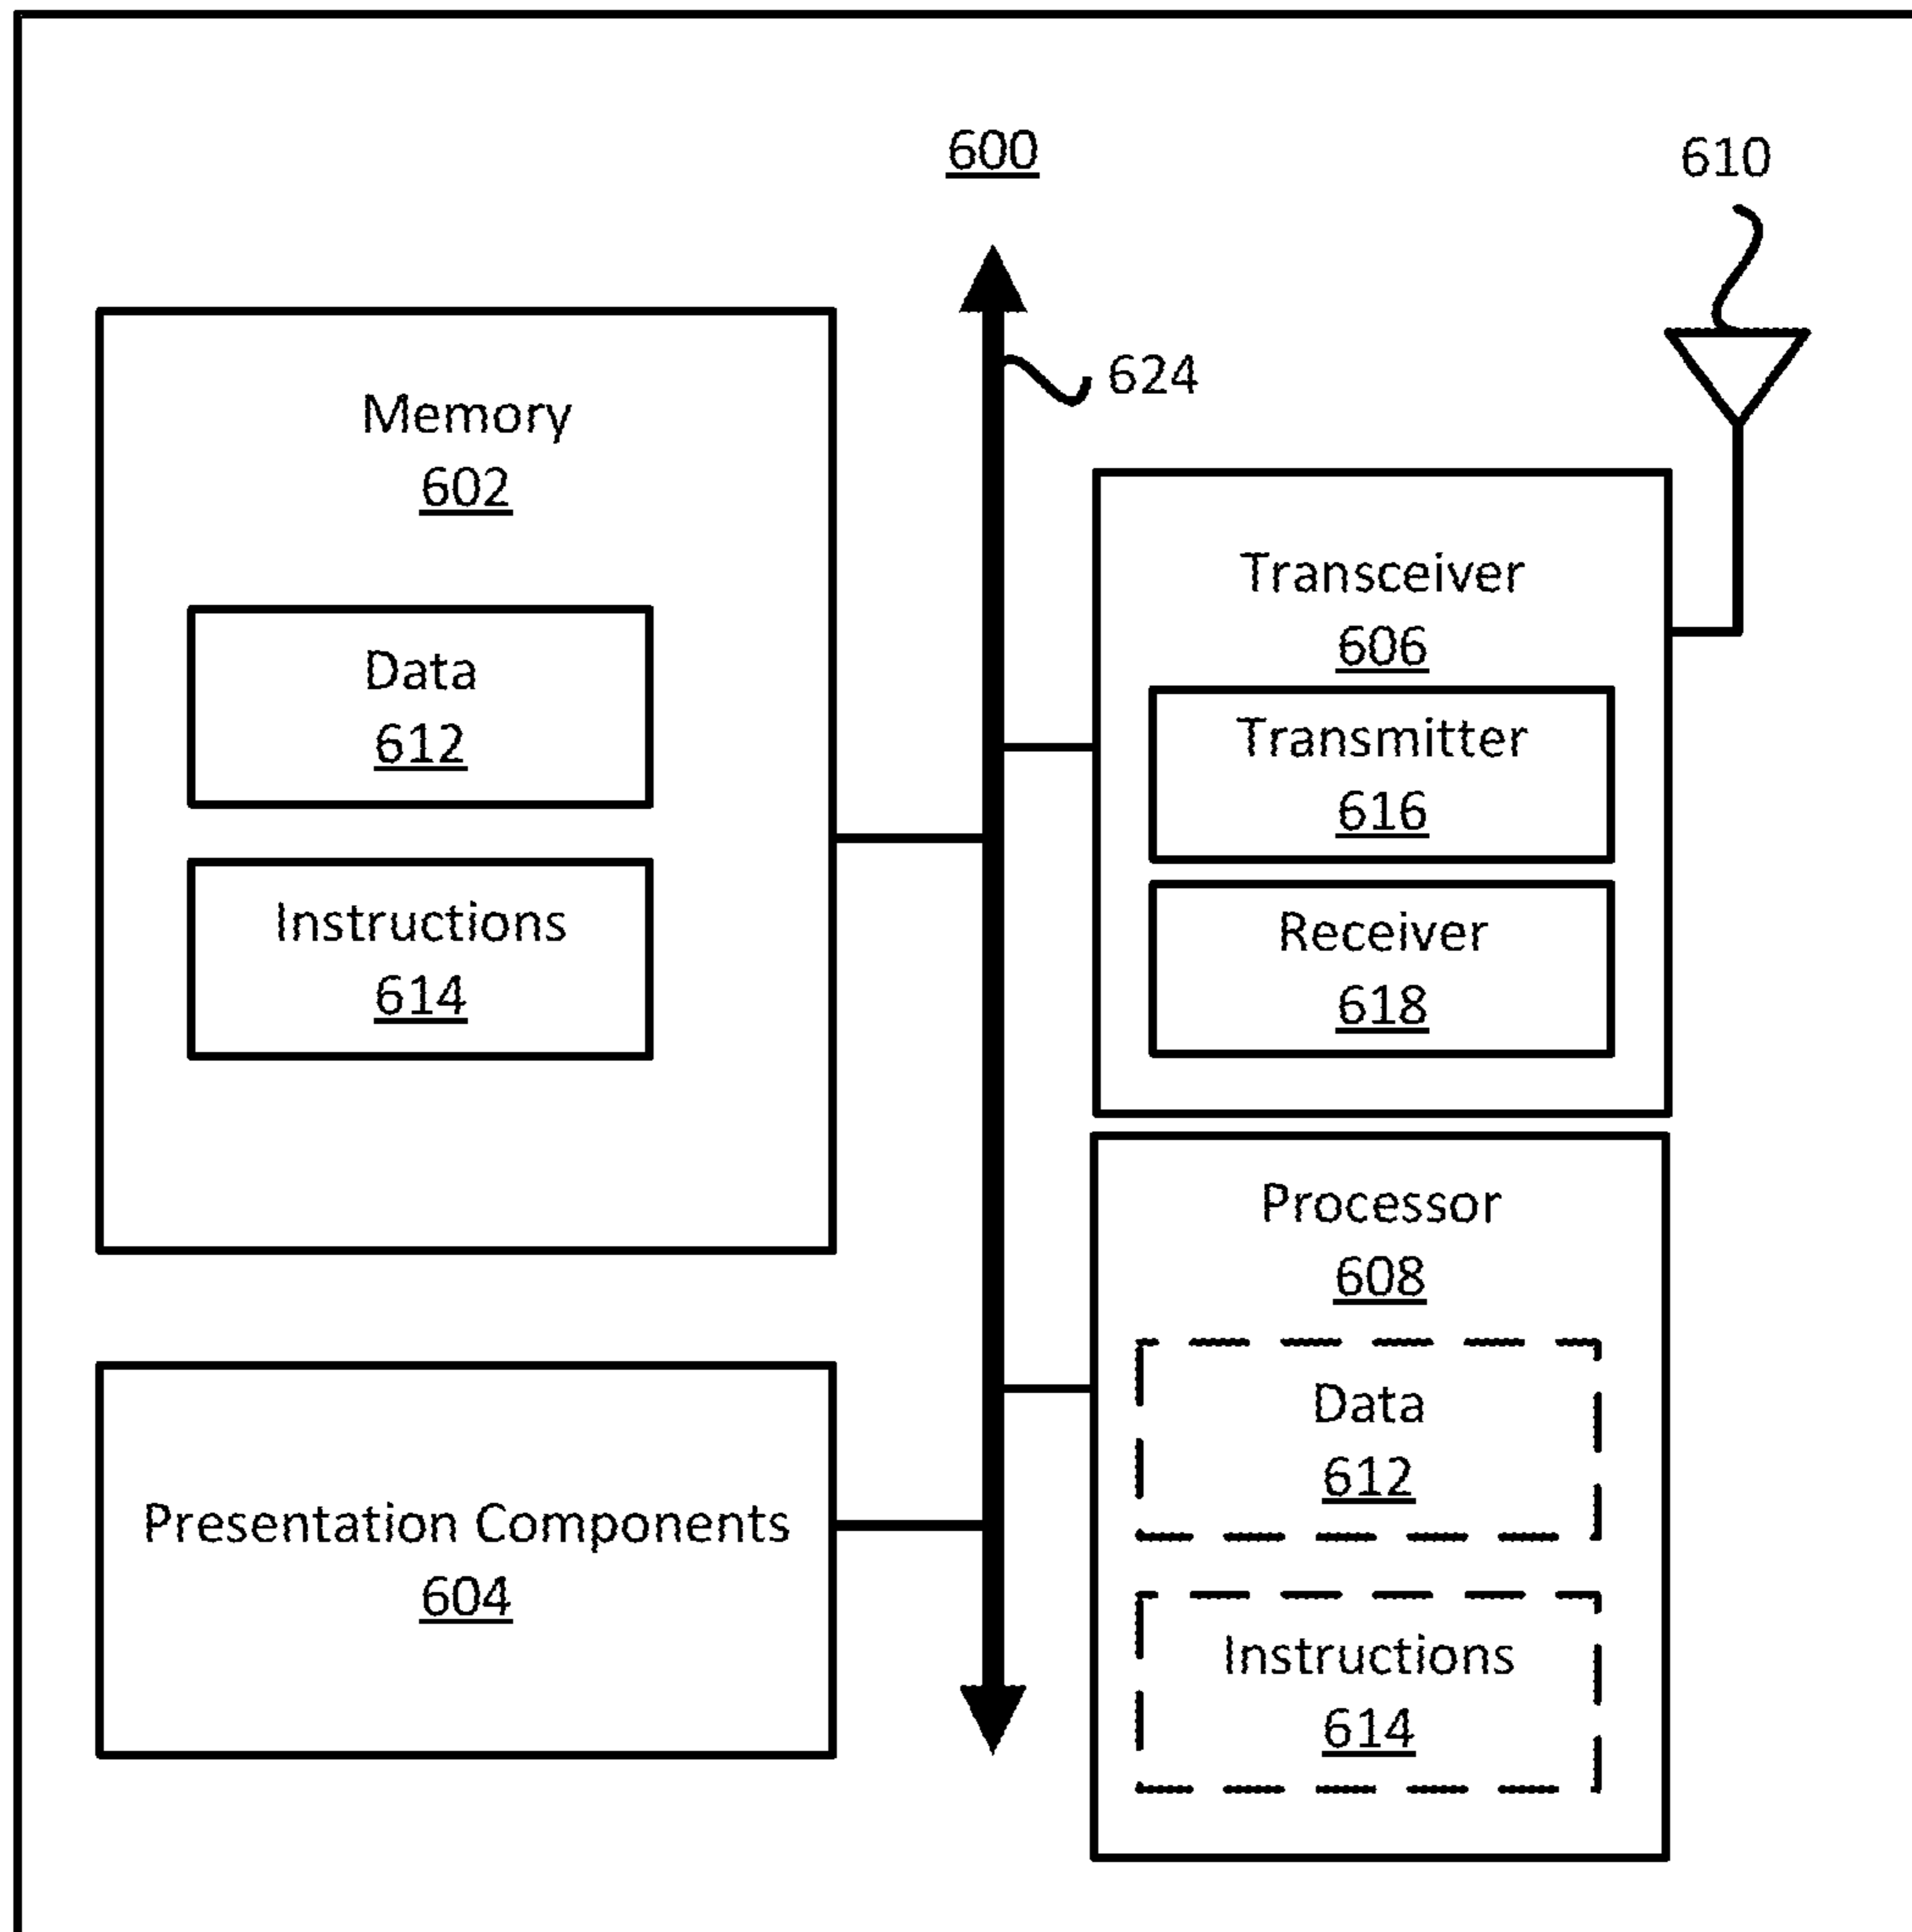 600
610
624
Memory
602
Data
612
Instructions
614
Transceiver
606
Transmitter
616
Receiver
618
Presentation Components
604
Processor
608
Data
612
Instructions
614